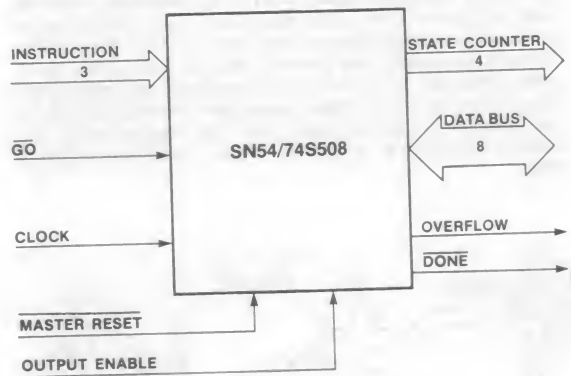 INSTRUCTION
3
GO
CLOCK
MASTER RESET
OUTPUT ENABLE
SN54/74S508
STATE COUNTER
4
DATA BUS
8
OVERFLOW
DONE